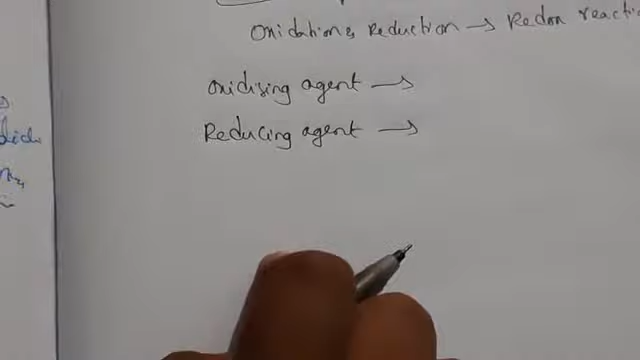 Oxidation & Reduction → Redox reacti
oxidising agent →
Reducing agent →